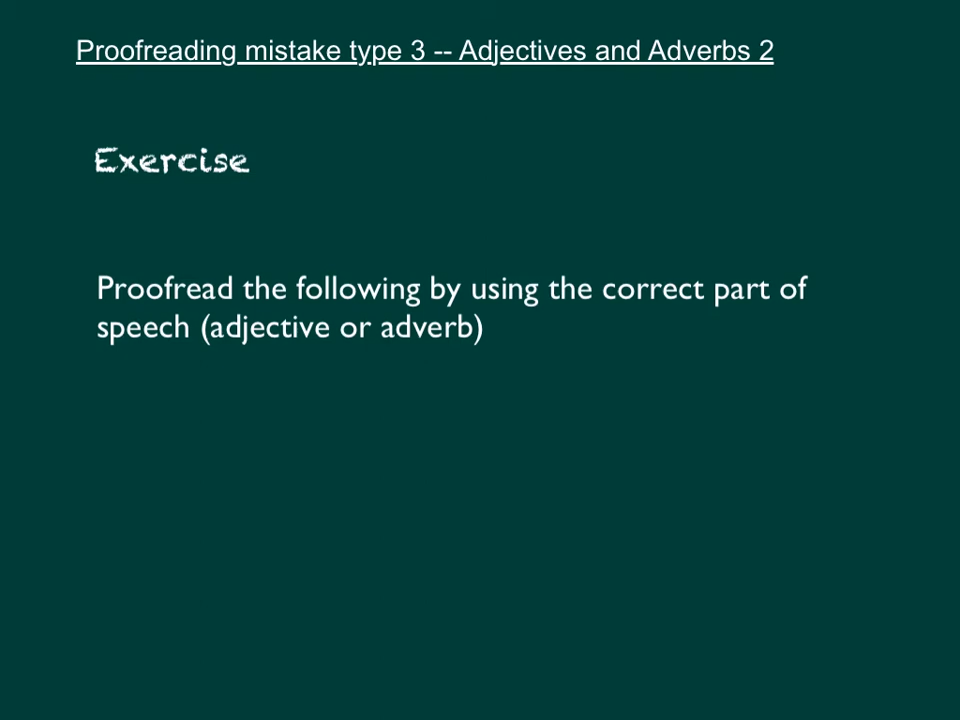 Proofreading mistake type 3 -- Adjectives and Adverbs 2
Exercise
Proofread the following by using the correct part of
speech (adjective or adverb)